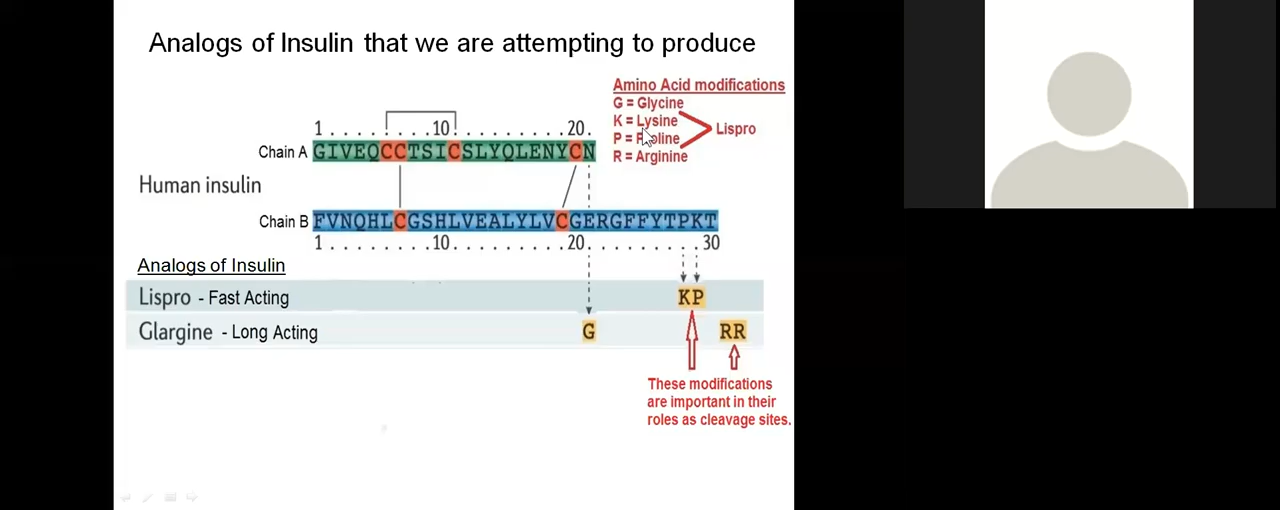 Analogs of Insulin that we are attempting to produce
Amino Acid modifications
G = Glycine
K = Lysine
P = Proline
R = Arginine
Lispro
1 . . . . . . . . 10 . . . . . . . . . 20 .
Chain A GIVEQCCTSICSLYQLENYCN
Human insulin
Chain B FVNQHLCGSHLVEALYLVCGERGFFYTPKT
1 . . . . . . . . 10 . . . . . . . . . 20 . . . . . . . . . 30
Analogs of Insulin
Lispro - Fast Acting KP
Glargine - Long Acting G RR
These modifications
are important in their
roles as cleavage sites.